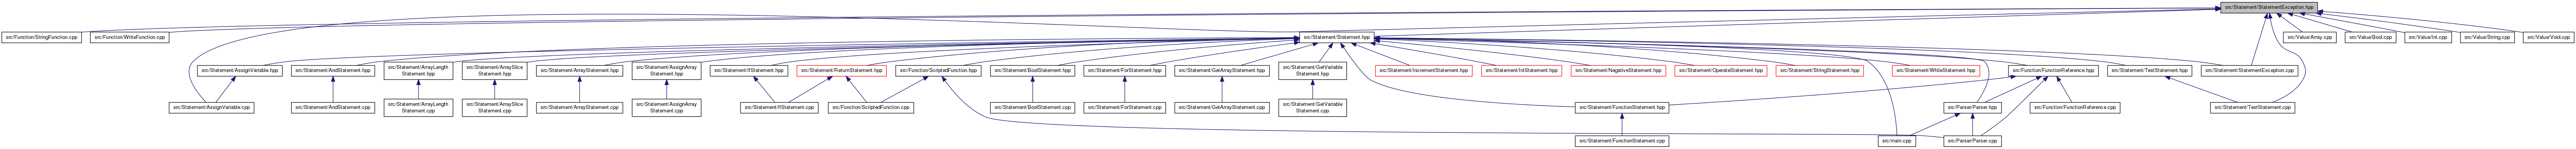 src/Statement/StatementException.hpp
src/Function/StringFunction.cpp
src/Function/WriteFunction.cpp
src/Statement/Statement.hpp
src/Value/Array.cpp
src/Value/Bool.cpp
src/Value/Int.cpp
src/Value/String.cpp
src/Value/Void.cpp
src/Statement/AssignVariable.hpp
src/Statement/AndStatement.hpp
src/Statement/ArrayLength
Statement.hpp
src/Statement/ArraySlice
Statement.hpp
src/Statement/ArrayStatement.hpp
src/Statement/AssignArray
Statement.hpp
src/Statement/IfStatement.hpp
src/Statement/ReturnStatement.hpp
src/Function/ScriptedFunction.hpp
src/Statement/BoolStatement.hpp
src/Statement/ForStatement.hpp
src/Statement/GetArrayStatement.hpp
src/Statement/GetVariable
Statement.hpp
src/Statement/IncrementStatement.hpp
src/Statement/IntStatement.hpp
src/Statement/NegativeStatement.hpp
src/Statement/OperateStatement.hpp
src/Statement/StringStatement.hpp
src/Statement/WhileStatement.hpp
src/Function/FunctionReference.hpp
src/Statement/TestStatement.hpp
src/Statement/StatementException.cpp
src/Statement/AssignVariable.cpp
src/Statement/AndStatement.cpp
src/Statement/ArrayLength
Statement.cpp
src/Statement/ArraySlice
Statement.cpp
src/Statement/ArrayStatement.cpp
src/Statement/AssignArray
Statement.cpp
src/Statement/IfStatement.cpp
src/Function/ScriptedFunction.cpp
src/Statement/BoolStatement.cpp
src/Statement/ForStatement.cpp
src/Statement/GetArrayStatement.cpp
src/Statement/GetVariable
Statement.cpp
src/Statement/FunctionStatement.hpp
src/Parser/Parser.hpp
src/Function/FunctionReference.cpp
src/Statement/TestStatement.cpp
src/Statement/FunctionStatement.cpp
src/main.cpp
src/Parser/Parser.cpp